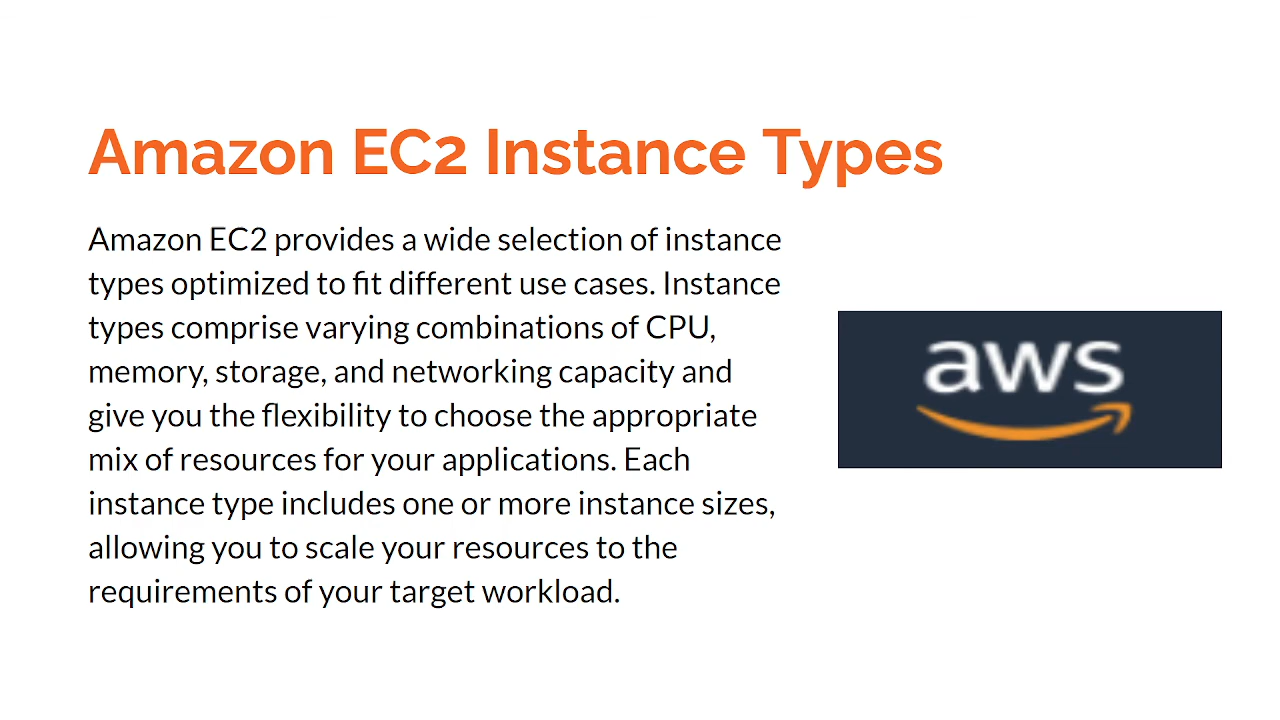 Amazon EC2 Instance Types
Amazon EC2 provides a wide selection of instance
types optimized to fit different use cases. Instance
types comprise varying combinations of CPU,
memory, storage, and networking capacity and
give you the flexibility to choose the appropriate
mix of resources for your applications. Each
instance type includes one or more instance sizes,
allowing you to scale your resources to the
requirements of your target workload.
aws